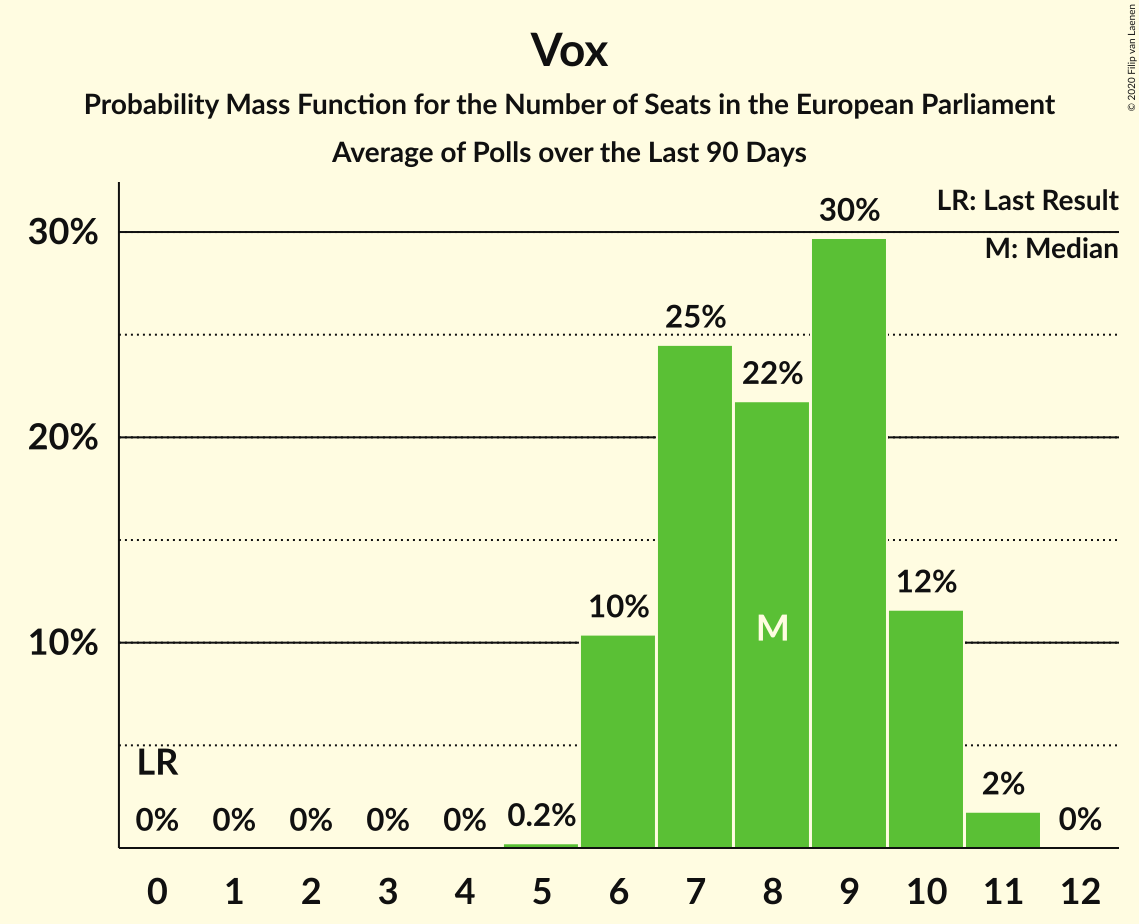 Vox
Probability Mass Function for the Number of Seats in the European Parliament
Average of Polls over the Last 90 Days
© 2020 Filip van Laenen
LR: Last Result
M: Median
30%
20%
10%
LR
0%
0%
0%
0%
0%
0.2%
10%
25%
22%
30%
12%
2%
0%
M
0 1 2 3 4 5 6 7 8 9 10 11 12